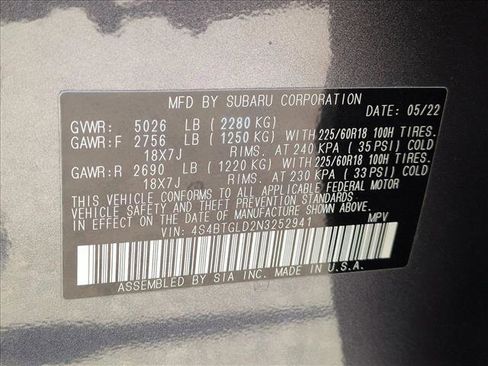 MFD BY SUBARU CORPORATION
DATE: 05/22
GVWR: 5026 LB ( 2280 KG)
GAWR:F 2756 LB ( 1250 KG) WITH 225/60R18 100H TIRES.
18X7J RIMS. AT 240 KPA ( 35 PSI) COLD
GAWR:R 2690 LB ( 1220 KG) WITH 225/60R18 100H TIRES.
18X7J RIMS. AT 230 KPA ( 33 PSI) COLD
THIS VEHICLE CONFORMS TO ALL APPLICABLE FEDERAL MOTOR
VEHICLE SAFETY AND THEFT PREVENTION STANDARDS
IN EFFECT ON THE DATE OF MANUFACTURE SHOWN ABOVE.
VIN: 4S4BTGLD2N3252941 MPV
ASSEMBLED BY SIA INC. MADE IN U.S.A.